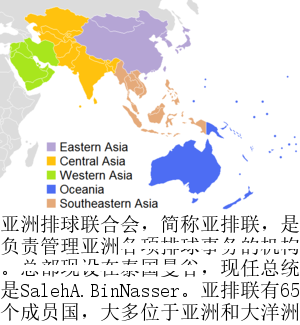 Eastern Asia
Central Asia
Western Asia
Oceania
Southeastern Asia
亚洲排球联合会，简称亚排联，是
负责管理亚洲各项排球事务的机构
。总部现设在泰国曼谷，现任总统
是SalehA.BinNasser。亚排联有65
个成员国，大多位于亚洲和大洋洲